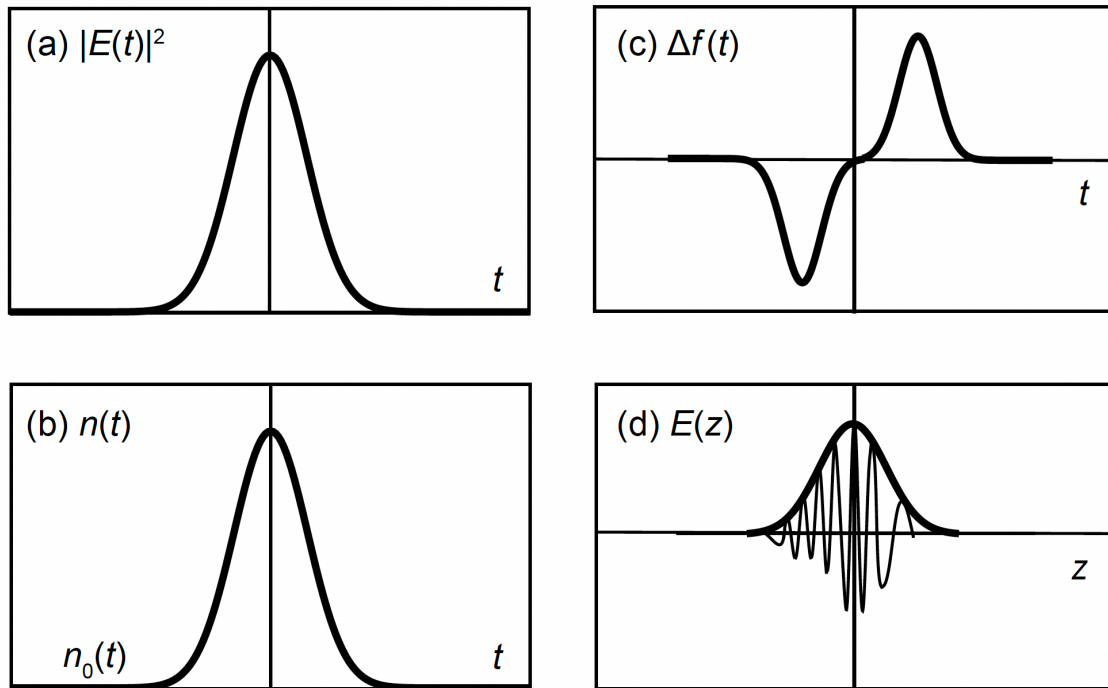 (a) |E(t)|²
t
(c) Δf(t)
t
(b) n(t)
n₀(t)
t
(d) E(z)
z